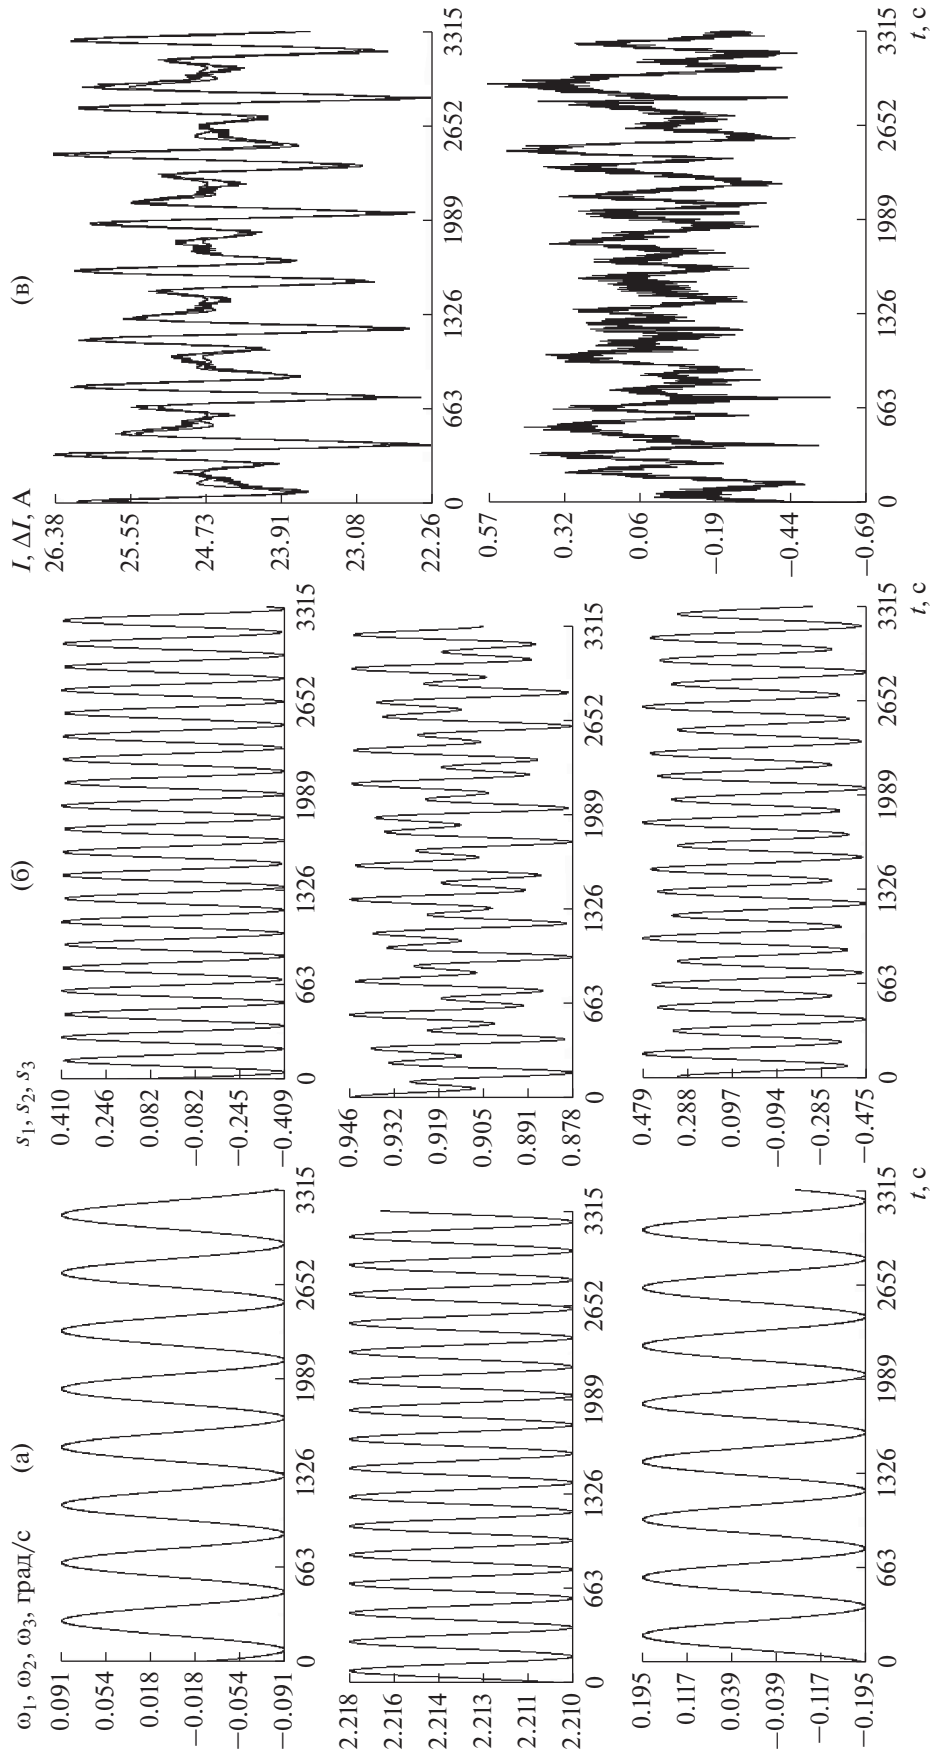 ω₁, ω₂, ω₃, град/с
(а)
0.091
0.054
0.018
−0.018
−0.054
−0.091
0 663 1326 1989 2652 3315
2.218
2.216
2.214
2.213
2.211
2.210
0 663 1326 1989 2652 3315
0.195
0.117
0.039
−0.039
−0.117
−0.195
0 663 1326 1989 2652 3315
t, с
s₁, s₂, s₃
(б)
0.410
0.246
0.082
−0.082
−0.245
−0.409
0 663 1326 1989 2652 3315
0.946
0.932
0.919
0.905
0.891
0.878
0 663 1326 1989 2652 3315
0.479
0.288
0.097
−0.094
−0.285
−0.475
0 663 1326 1989 2652 3315
t, с
I, ΔI, А
(в)
26.38
25.55
24.73
23.91
23.08
22.26
0 663 1326 1989 2652 3315
0.57
0.32
0.06
−0.19
−0.44
−0.69
0 663 1326 1989 2652 3315
t, с